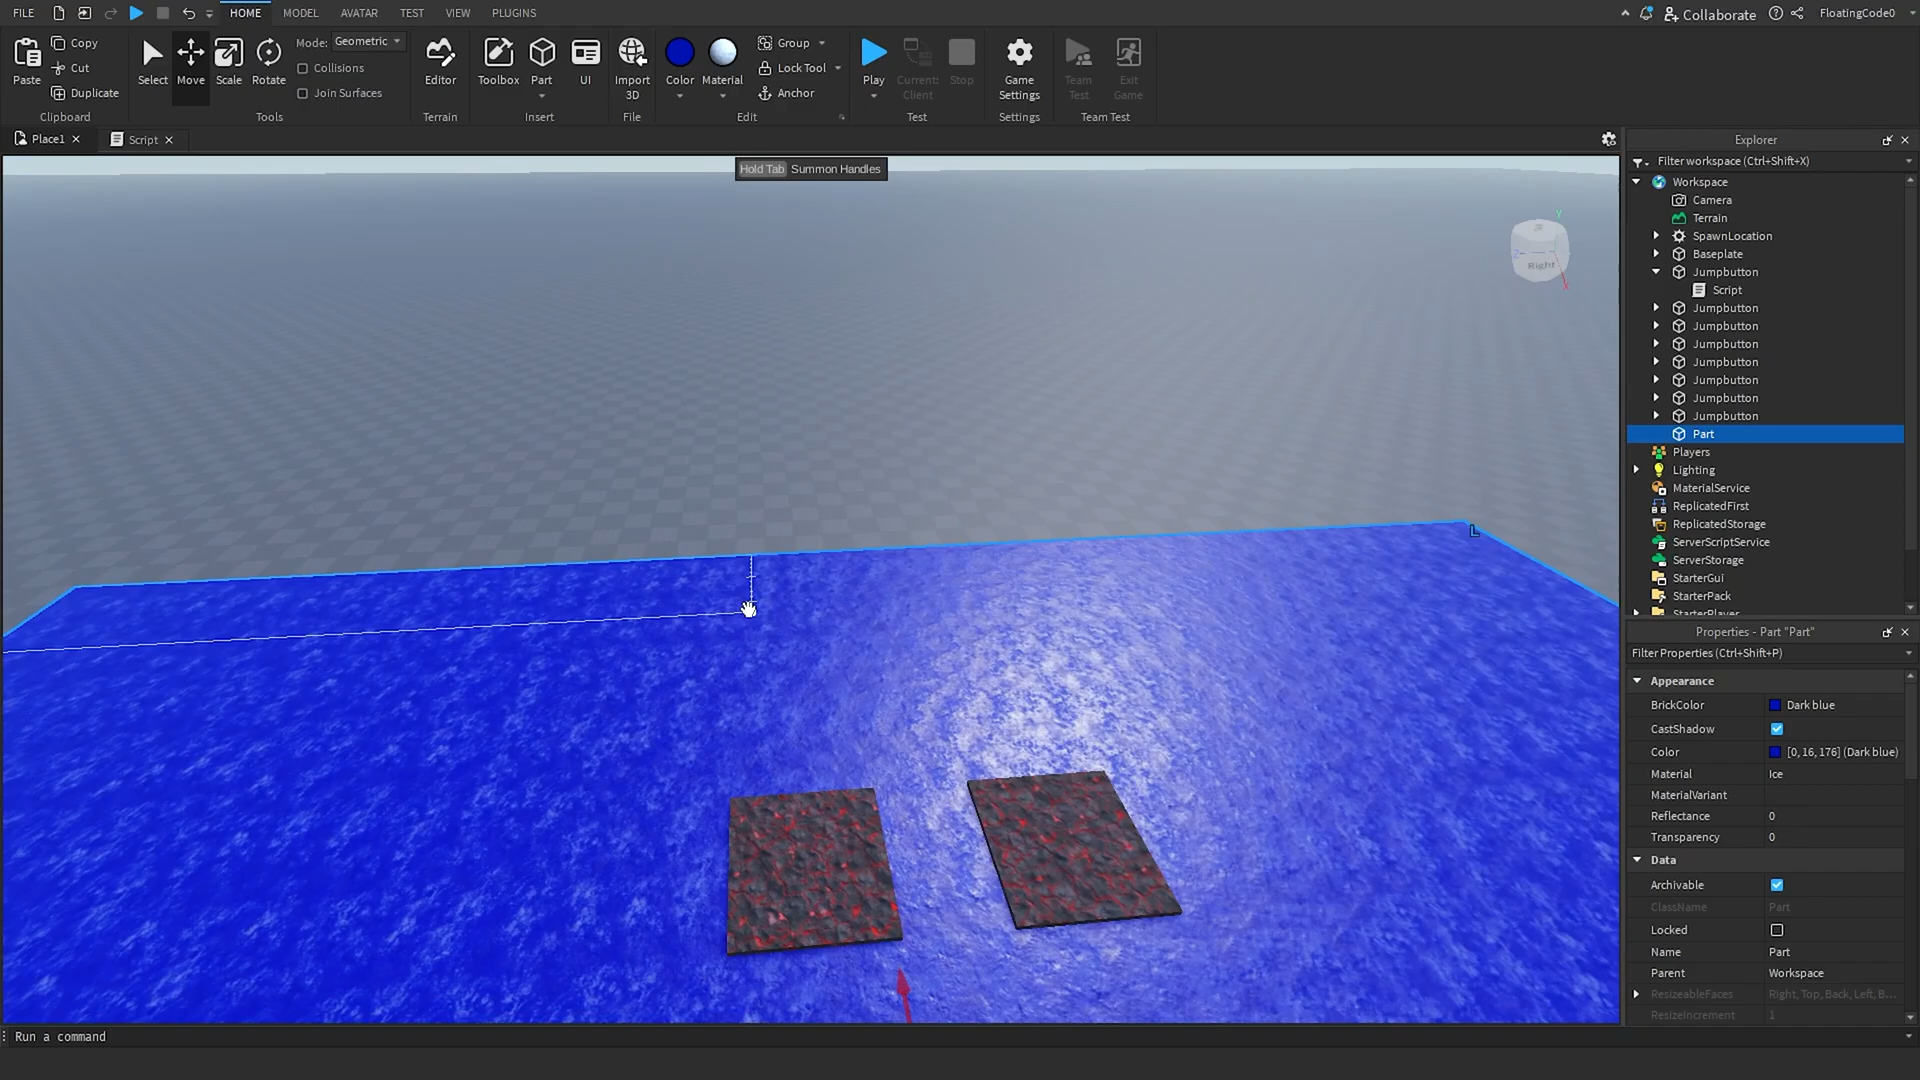 FILE HOME MODEL AVATAR TEST VIEW PLUGINS Collaborate FloatingCode0
Paste Copy Cut Duplicate Clipboard
Select Move Scale Rotate Mode: Geometric Collisions Join Surfaces Tools
Editor Terrain
Toolbox Part UI Insert
Import 3D File
Color Material Group Lock Tool Anchor Edit
Play Current: Client Stop Test
Game Settings Settings
Team Test Exit Game Team Test
Place1 Script
Hold Tab Summon Handles
Right
Y
Z
X
L
Explorer
Filter workspace (Ctrl+Shift+X)
Workspace
Camera
Terrain
SpawnLocation
Baseplate
Jumpbutton
Script
Jumpbutton
Jumpbutton
Jumpbutton
Jumpbutton
Jumpbutton
Jumpbutton
Jumpbutton
Part
Players
Lighting
MaterialService
ReplicatedFirst
ReplicatedStorage
ServerScriptService
ServerStorage
StarterGui
StarterPack
StarterPlayer
Properties - Part "Part"
Filter Properties (Ctrl+Shift+P)
Appearance
BrickColor Dark blue
CastShadow
Color [0, 16, 176] (Dark blue)
Material Ice
MaterialVariant
Reflectance 0
Transparency 0
Data
Archivable
ClassName Part
Locked
Name Part
Parent Workspace
ResizeableFaces Right, Top, Back, Left, B...
ResizeIncrement 1
Run a command